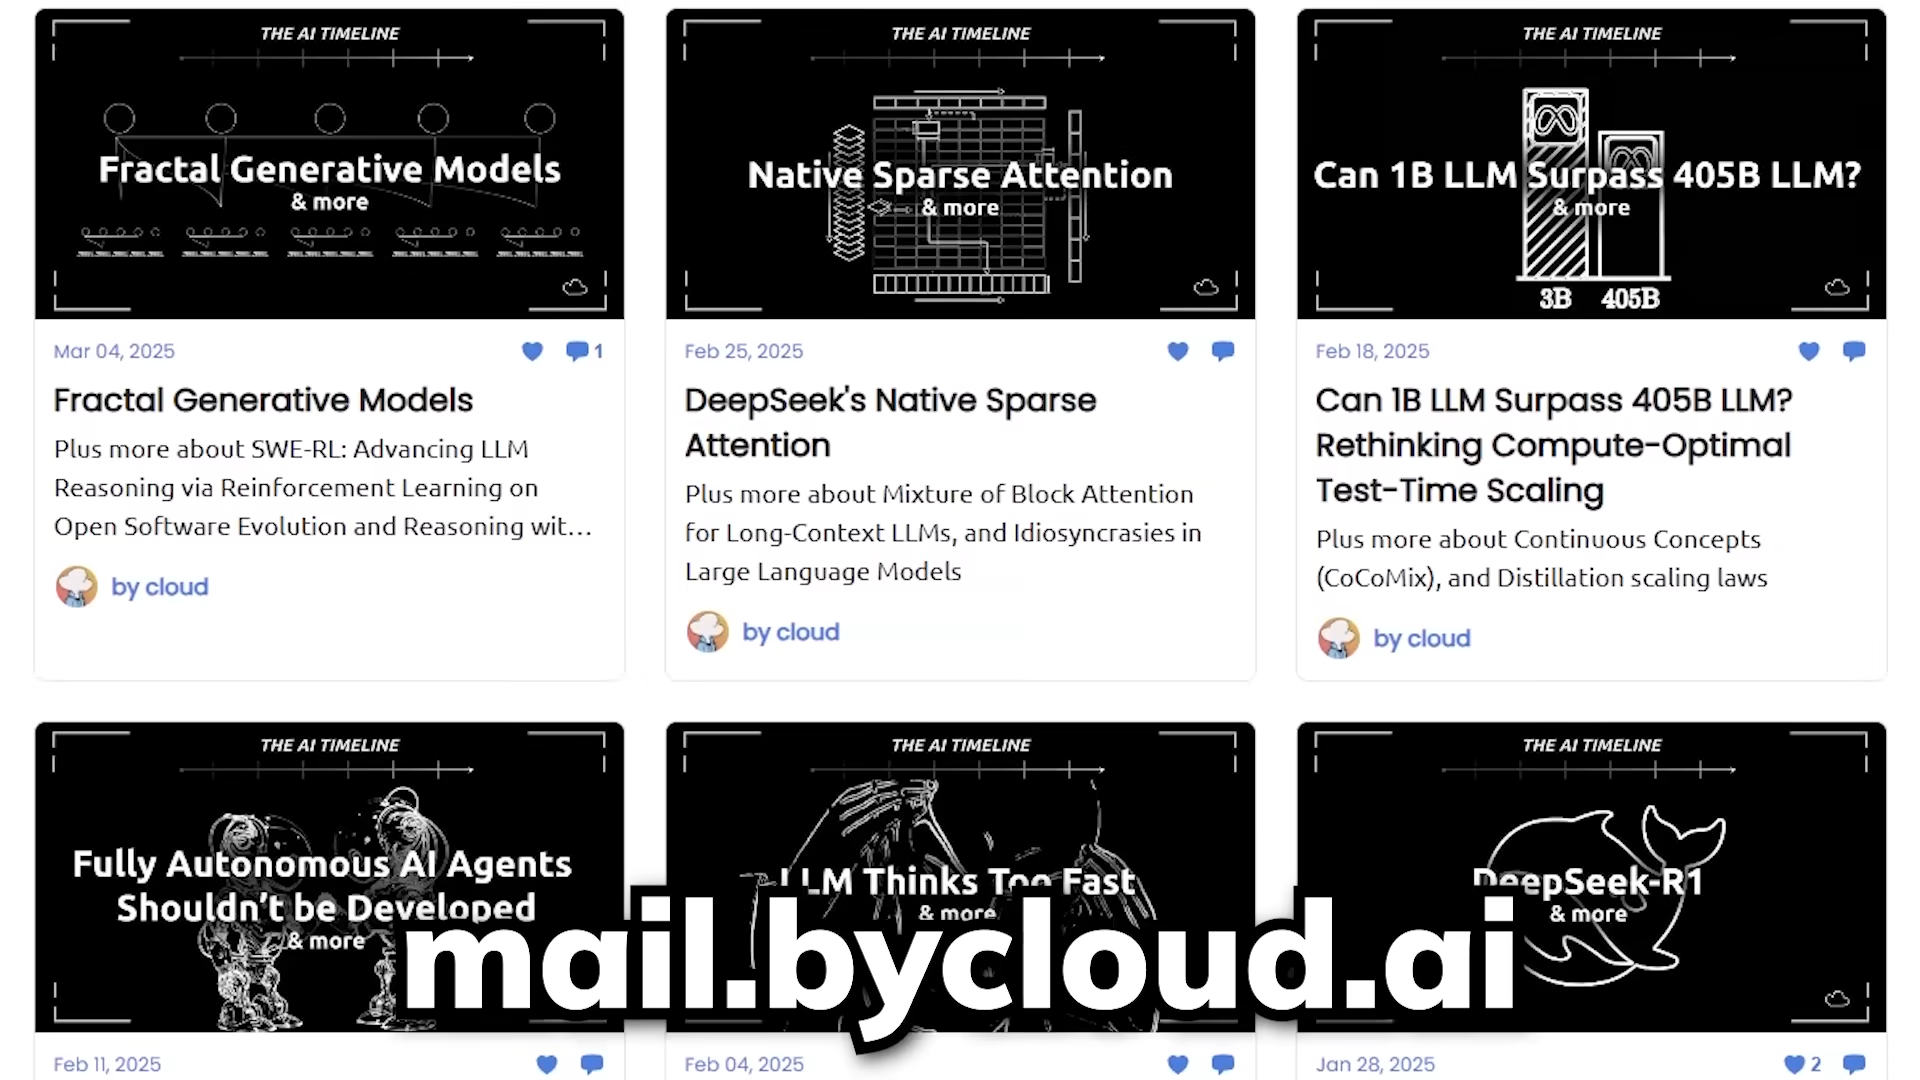 THE AI TIMELINE
Fractal Generative Models
& more
Mar 04, 2025
1
Fractal Generative Models
Plus more about SWE-RL: Advancing LLM
Reasoning via Reinforcement Learning on
Open Software Evolution and Reasoning wit...
by cloud
THE AI TIMELINE
Native Sparse Attention
& more
Feb 25, 2025
DeepSeek's Native Sparse
Attention
Plus more about Mixture of Block Attention
for Long-Context LLMs, and Idiosyncrasies in
Large Language Models
by cloud
THE AI TIMELINE
Can 1B LLM Surpass 405B LLM?
& more
3B 405B
Feb 18, 2025
Can 1B LLM Surpass 405B LLM?
Rethinking Compute-Optimal
Test-Time Scaling
Plus more about Continuous Concepts
(CoCoMix), and Distillation scaling laws
by cloud
THE AI TIMELINE
Fully Autonomous AI Agents
Shouldn't be Developed
& more
Feb 11, 2025
THE AI TIMELINE
LLM Thinks Too Fast
& more
Feb 04, 2025
THE AI TIMELINE
DeepSeek-R1
& more
Jan 28, 2025
2
mail.bycloud.ai